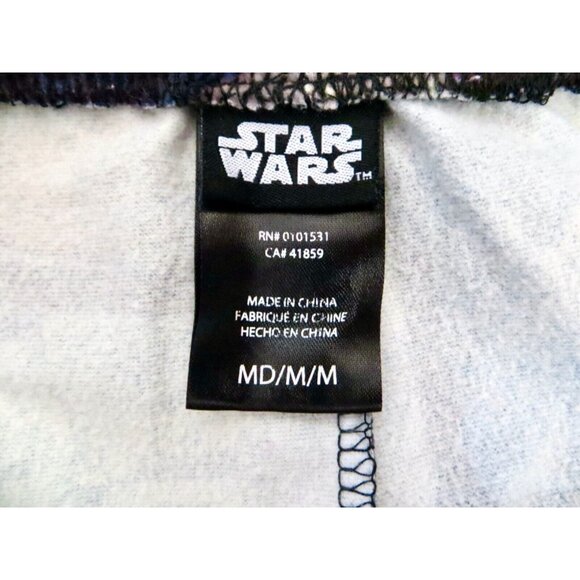 STAR
WARS TM
RN# 0101531
CA# 41859
MADE IN CHINA
FABRIQUÉ EN CHINE
HECHO EN CHINA
MD/M/M